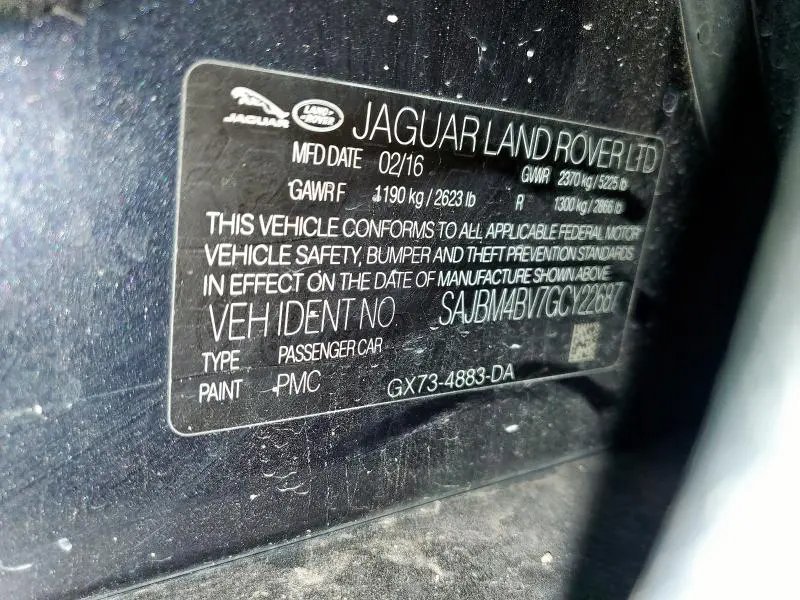 JAGUAR LAND ROVER JAGUAR LAND ROVER LTD
MFD DATE 02/16 GVWR 2370 kg / 5225 lb
GAWR F 1190 kg / 2623 lb R 1300 kg / 2866 lb
THIS VEHICLE CONFORMS TO ALL APPLICABLE FEDERAL MOTOR
VEHICLE SAFETY, BUMPER AND THEFT PREVENTION STANDARDS
IN EFFECT ON THE DATE OF MANUFACTURE SHOWN ABOVE
VEH IDENT NO. SAJBM4BV7GCY22687
TYPE PASSENGER CAR
PAINT PMC GX73-4883-DA